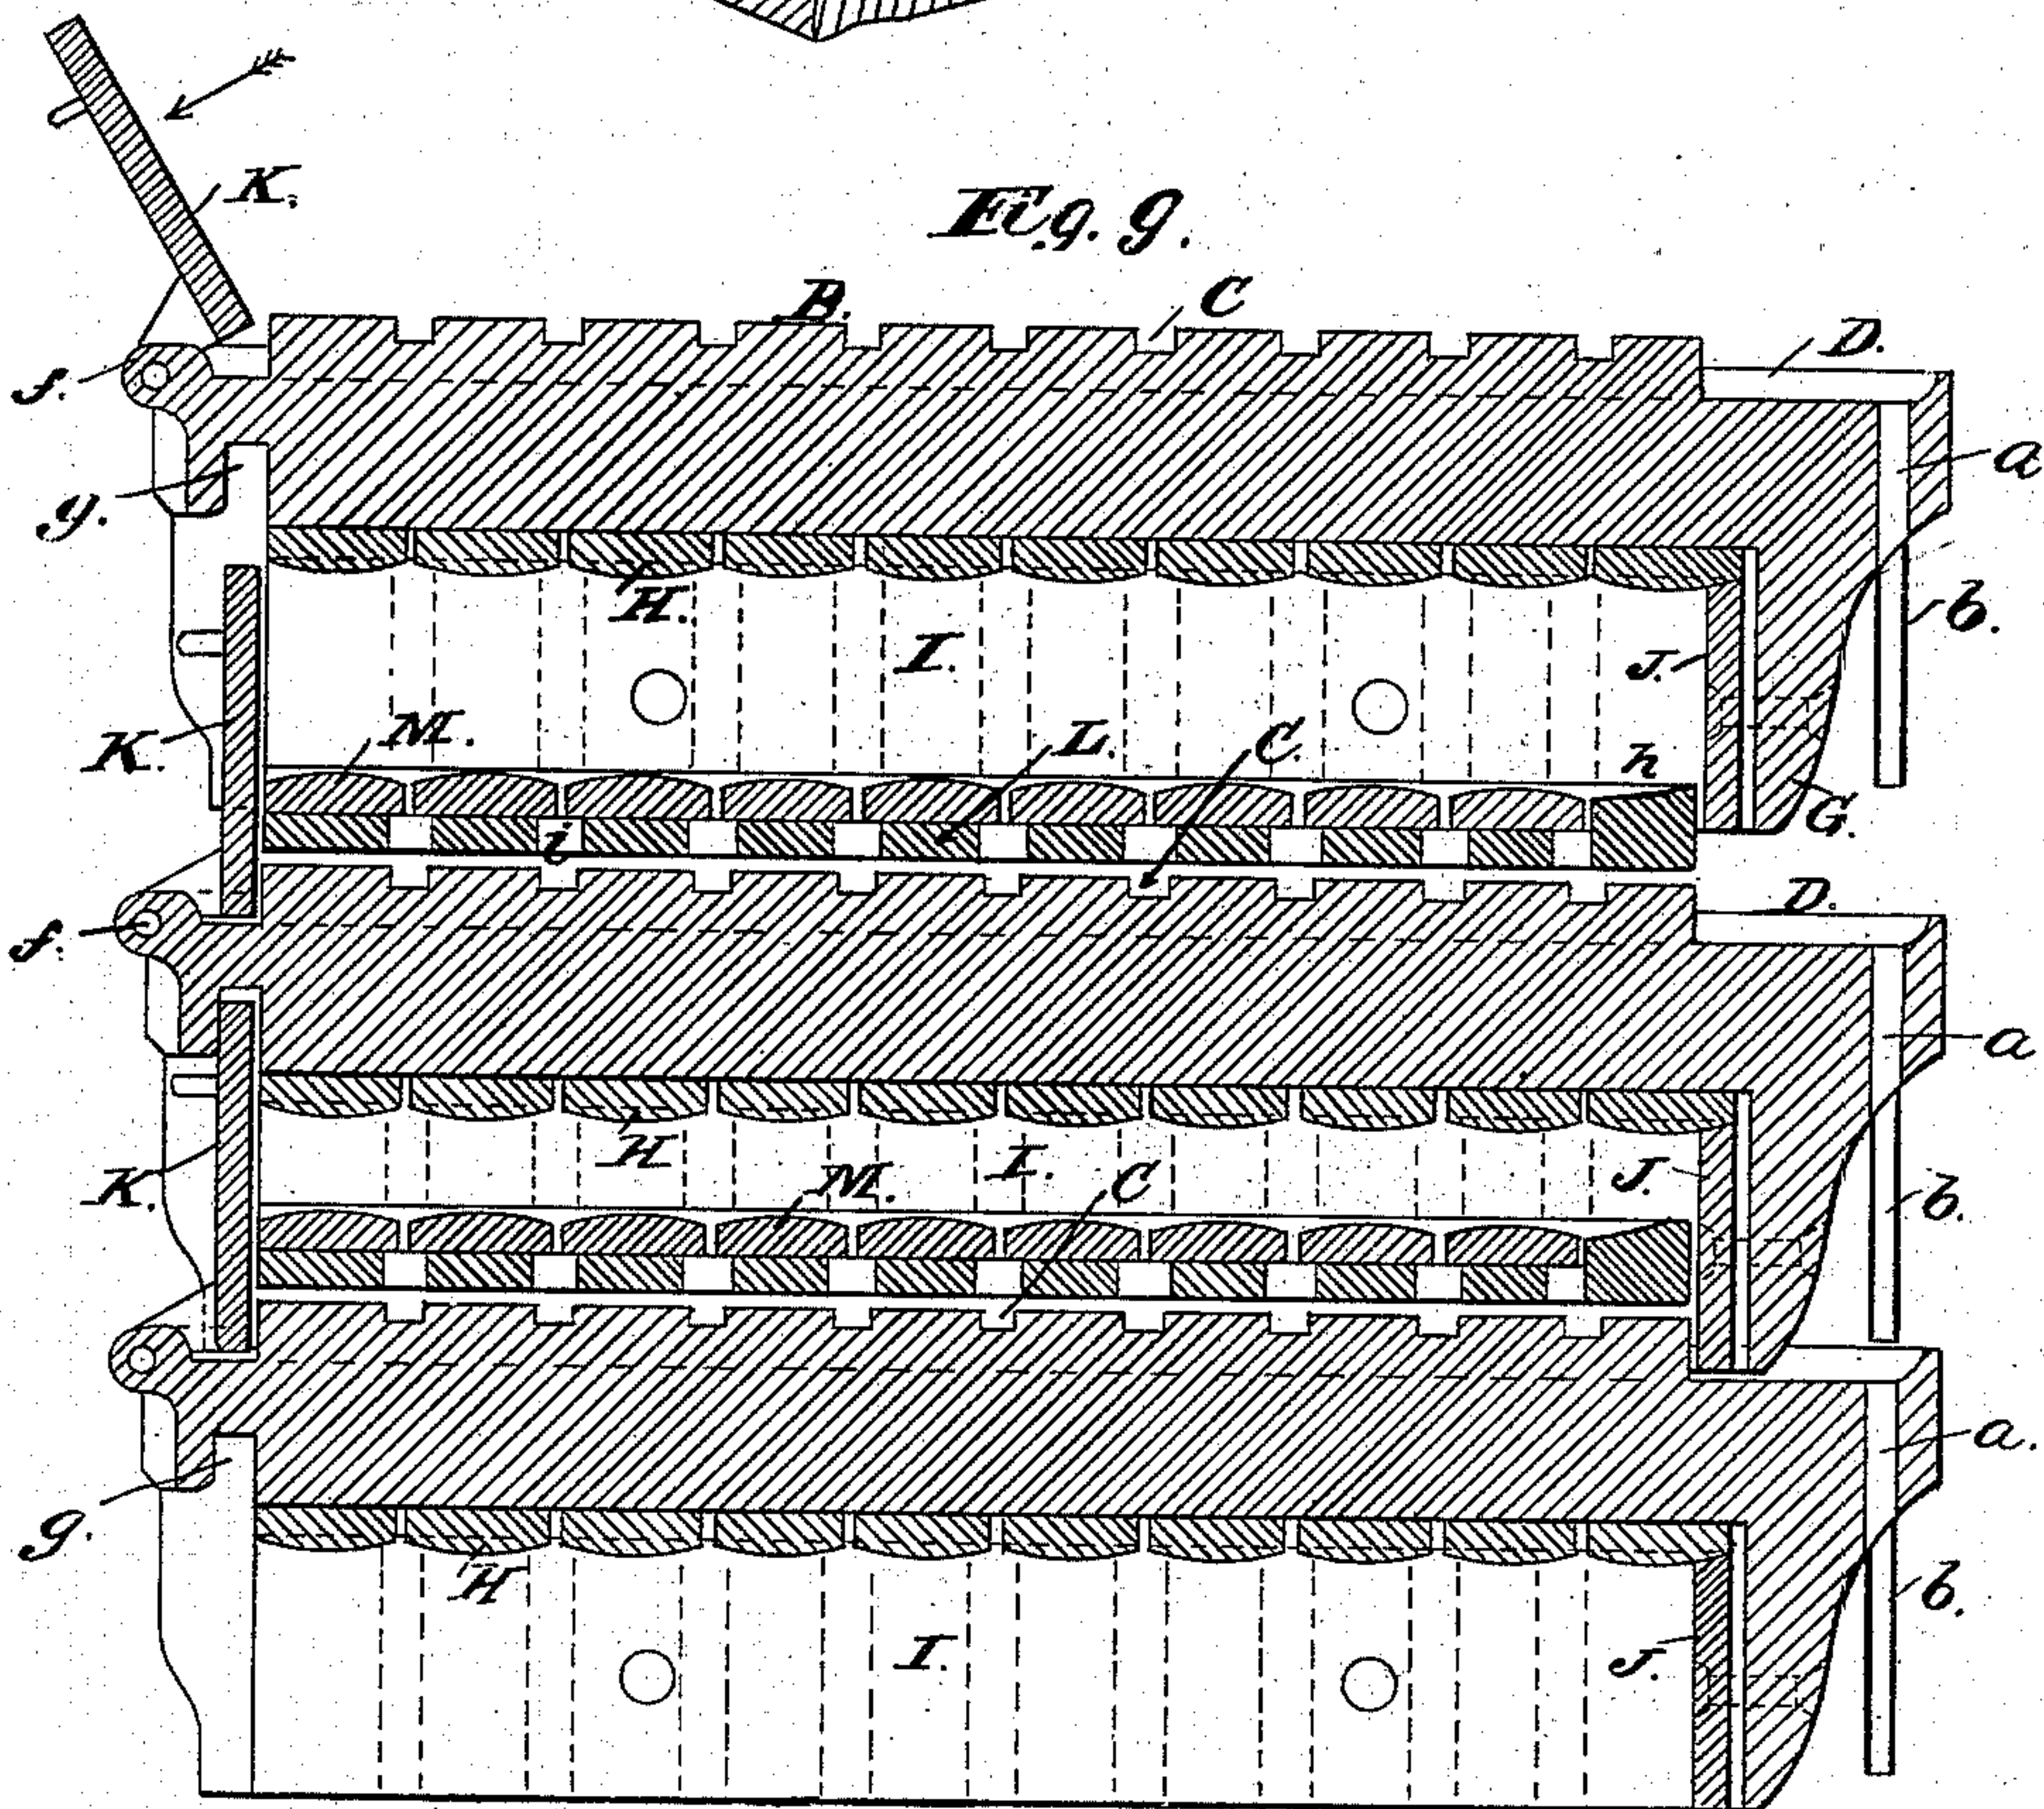 K.
Fig. 9.
B.
C
D.
f.
a
g.
H.
b.
I.
J.
K.
M.
L.
C.
h
G.
i
D.
f.
a
H
I.
J.
K.
M.
C
b.
a.
g.
H
b.
I.
J.